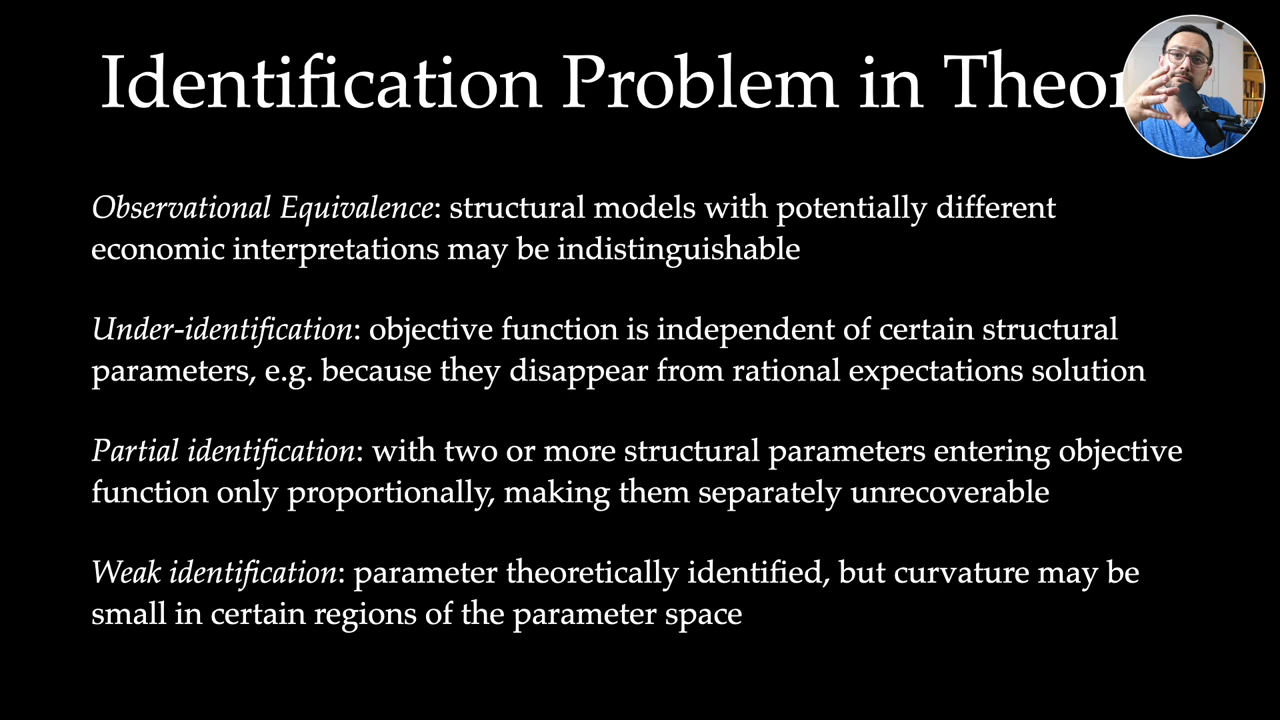 Identification Problem in Theor
Observational Equivalence: structural models with potentially different
economic interpretations may be indistinguishable
Under-identification: objective function is independent of certain structural
parameters, e.g. because they disappear from rational expectations solution
Partial identification: with two or more structural parameters entering objective
function only proportionally, making them separately unrecoverable
Weak identification: parameter theoretically identified, but curvature may be
small in certain regions of the parameter space